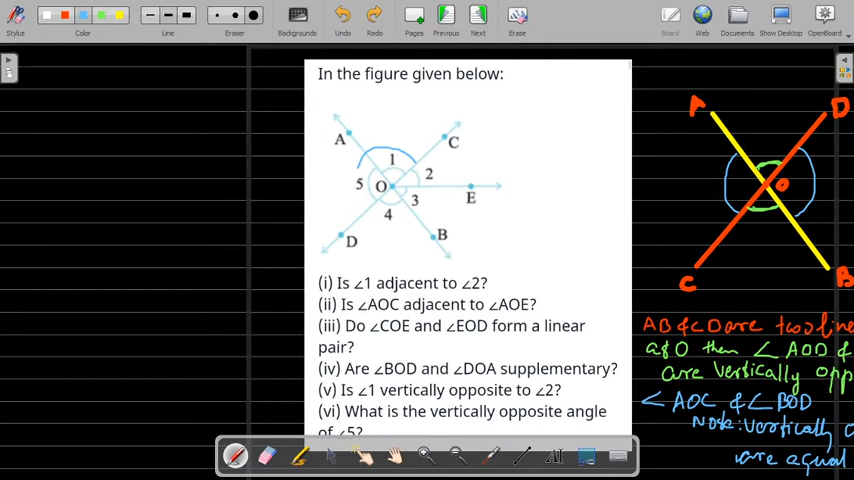 Stylus Color Line Eraser Backgrounds Undo Redo Pages Previous Next Erase Board Web Documents Show Desktop OpenBoard
In the figure given below:
A
C
1
2
5
O
3
E
4
D
B
(i) Is ∠1 adjacent to ∠2?
(ii) Is ∠AOC adjacent to ∠AOE?
(iii) Do ∠COE and ∠EOD form a linear
pair?
(iv) Are ∠BOD and ∠DOA supplementary?
(v) Is ∠1 vertically opposite to ∠2?
(vi) What is the vertically opposite angle
of ∠5?
A
D
O
C
B
AB & CD are two line
at O then ∠ AOD &
are vertically opp
∠ AOC & ∠ BOD
Note: Vertically o
are equal